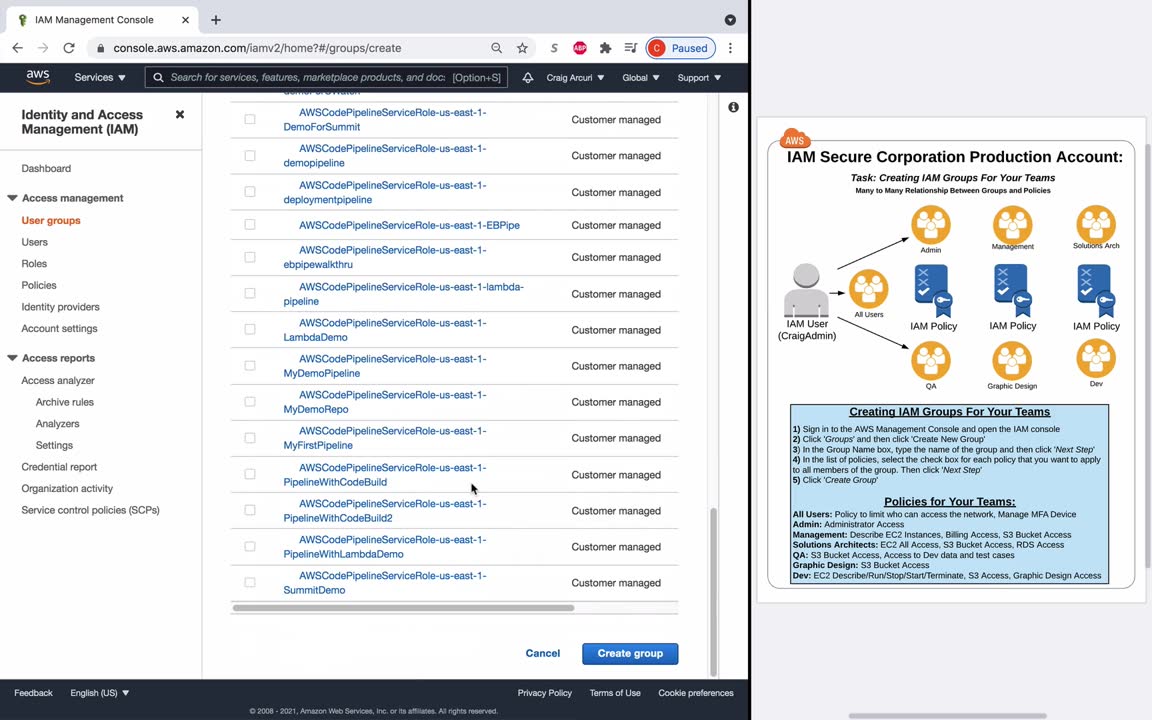 IAM Management Console
console.aws.amazon.com/iamv2/home?#/groups/create
S
ABP
C Paused
aws
Services
Search for services, features, marketplace products, and doc: [Option+S]
Craig Arcuri
Global
Support
Identity and Access
Management (IAM)
Dashboard
Access management
User groups
Users
Roles
Policies
Identity providers
Account settings
Access reports
Access analyzer
Archive rules
Analyzers
Settings
Credential report
Organization activity
Service control policies (SCPs)
AWSCodePipelineServiceRole-us-east-1-
DemoForSummit
Customer managed
AWSCodePipelineServiceRole-us-east-1-
demopipeline
Customer managed
AWSCodePipelineServiceRole-us-east-1-
deploymentpipeline
Customer managed
AWSCodePipelineServiceRole-us-east-1-EBPipe
Customer managed
AWSCodePipelineServiceRole-us-east-1-
ebpipewalkthru
Customer managed
AWSCodePipelineServiceRole-us-east-1-lambda-
pipeline
Customer managed
AWSCodePipelineServiceRole-us-east-1-
LambdaDemo
Customer managed
AWSCodePipelineServiceRole-us-east-1-
MyDemoPipeline
Customer managed
AWSCodePipelineServiceRole-us-east-1-
MyDemoRepo
Customer managed
AWSCodePipelineServiceRole-us-east-1-
MyFirstPipeline
Customer managed
AWSCodePipelineServiceRole-us-east-1-
PipelineWithCodeBuild
Customer managed
AWSCodePipelineServiceRole-us-east-1-
PipelineWithCodeBuild2
Customer managed
AWSCodePipelineServiceRole-us-east-1-
PipelineWithLambdaDemo
Customer managed
AWSCodePipelineServiceRole-us-east-1-
SummitDemo
Customer managed
Cancel
Create group
Feedback
English (US)
Privacy Policy
Terms of Use
Cookie preferences
© 2008 - 2021, Amazon Web Services, Inc. or its affiliates. All rights reserved.
AWS
IAM Secure Corporation Production Account:
Task: Creating IAM Groups For Your Teams
Many to Many Relationship Between Groups and Policies
Admin
Management
Solutions Arch
All Users
IAM User
(CraigAdmin)
IAM Policy
IAM Policy
IAM Policy
QA
Graphic Design
Dev
Creating IAM Groups For Your Teams
1) Sign in to the AWS Management Console and open the IAM console
2) Click 'Groups' and then click 'Create New Group'
3) In the Group Name box, type the name of the group and then click 'Next Step'
4) In the list of policies, select the check box for each policy that you want to apply
to all members of the group. Then click 'Next Step'
5) Click 'Create Group'
Policies for Your Teams:
All Users: Policy to limit who can access the network, Manage MFA Device
Admin: Administrator Access
Management: Describe EC2 Instances, Billing Access, S3 Bucket Access
Solutions Architects: EC2 All Access, S3 Bucket Access, RDS Access
QA: S3 Bucket Access, Access to Dev data and test cases
Graphic Design: S3 Bucket Access
Dev: EC2 Describe/Run/Stop/Start/Terminate, S3 Access, Graphic Design Access